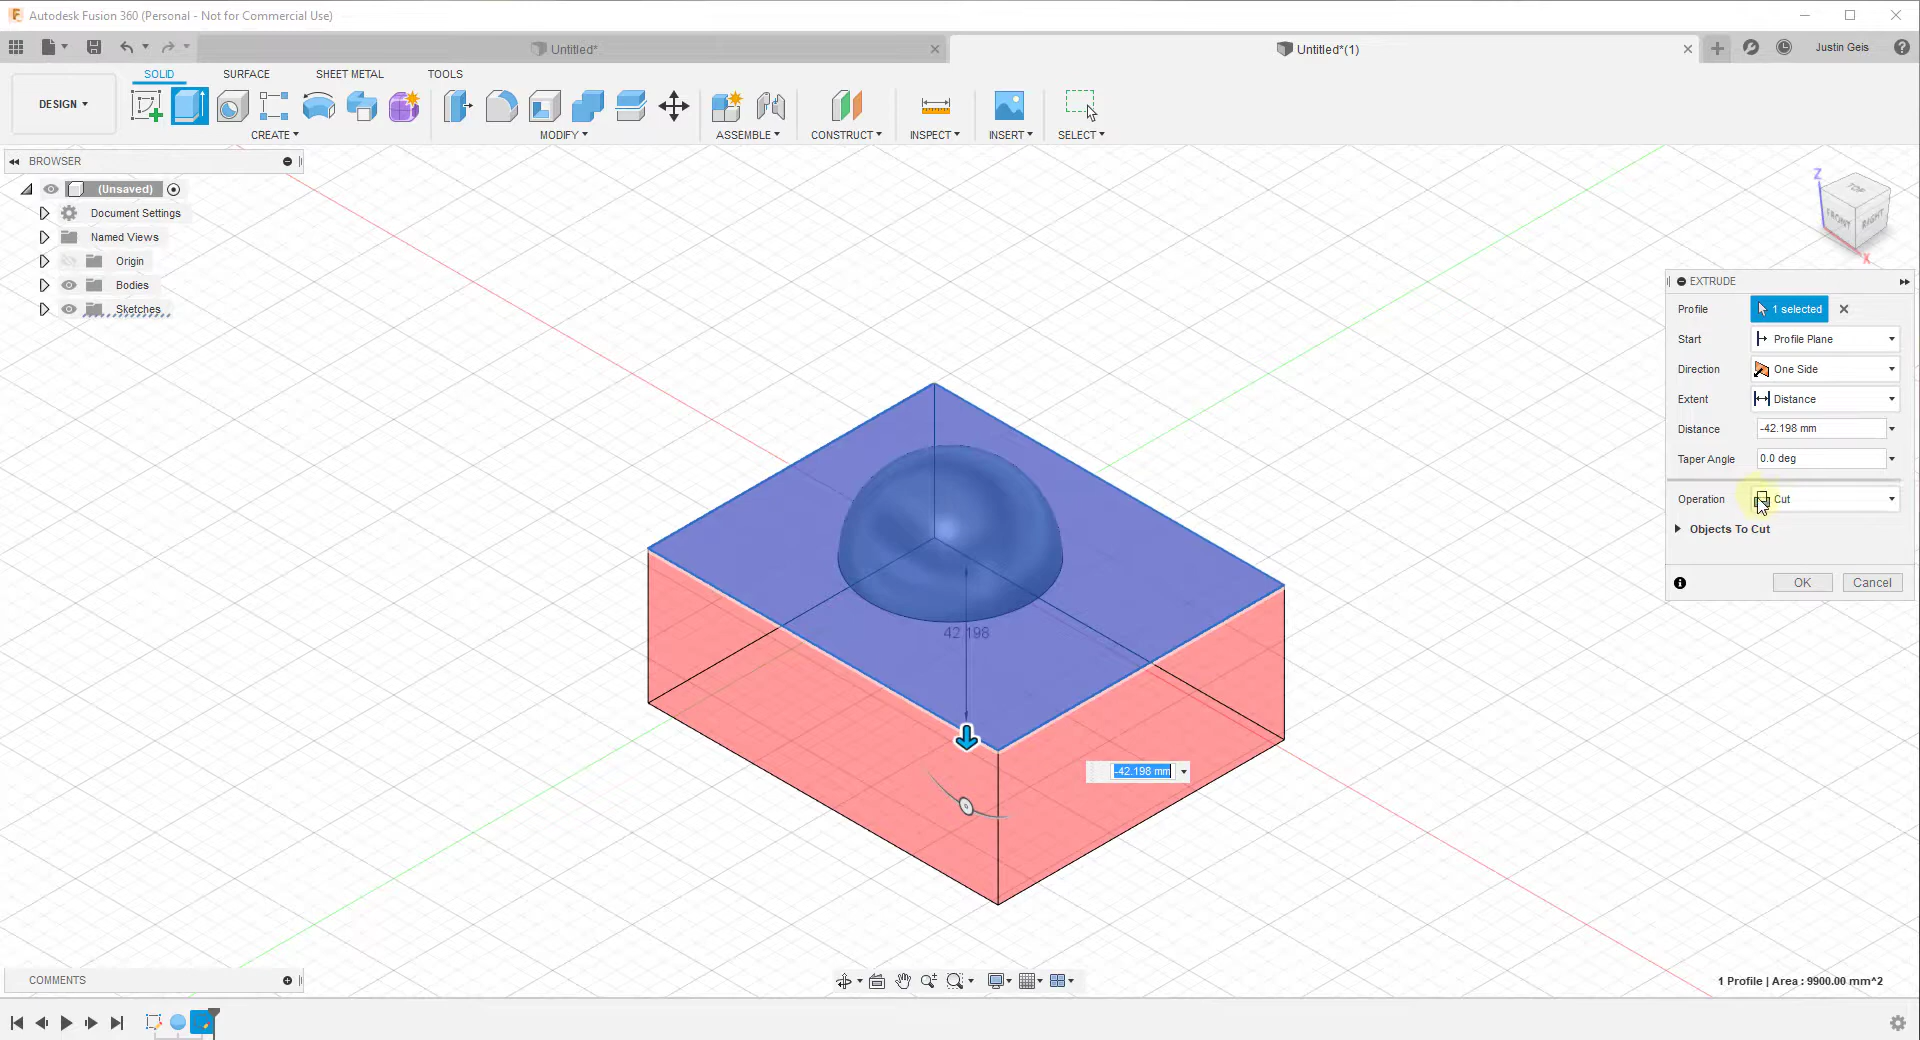 Autodesk Fusion 360 (Personal - Not for Commercial Use)
Untitled*
Untitled*(1)
Justin Geis
DESIGN
SOLID
SURFACE
SHEET METAL
TOOLS
CREATE
MODIFY
ASSEMBLE
CONSTRUCT
INSPECT
INSERT
SELECT
BROWSER
(Unsaved)
Document Settings
Named Views
Origin
Bodies
Sketches
Z
TOP
FRONT
RIGHT
X
EXTRUDE
Profile
1 selected
Start
Profile Plane
Direction
One Side
Extent
Distance
Distance
-42.198 mm
Taper Angle
0.0 deg
Operation
Cut
Objects To Cut
OK
Cancel
42.198
-42.198 mm
COMMENTS
1 Profile | Area : 9900.00 mm^2